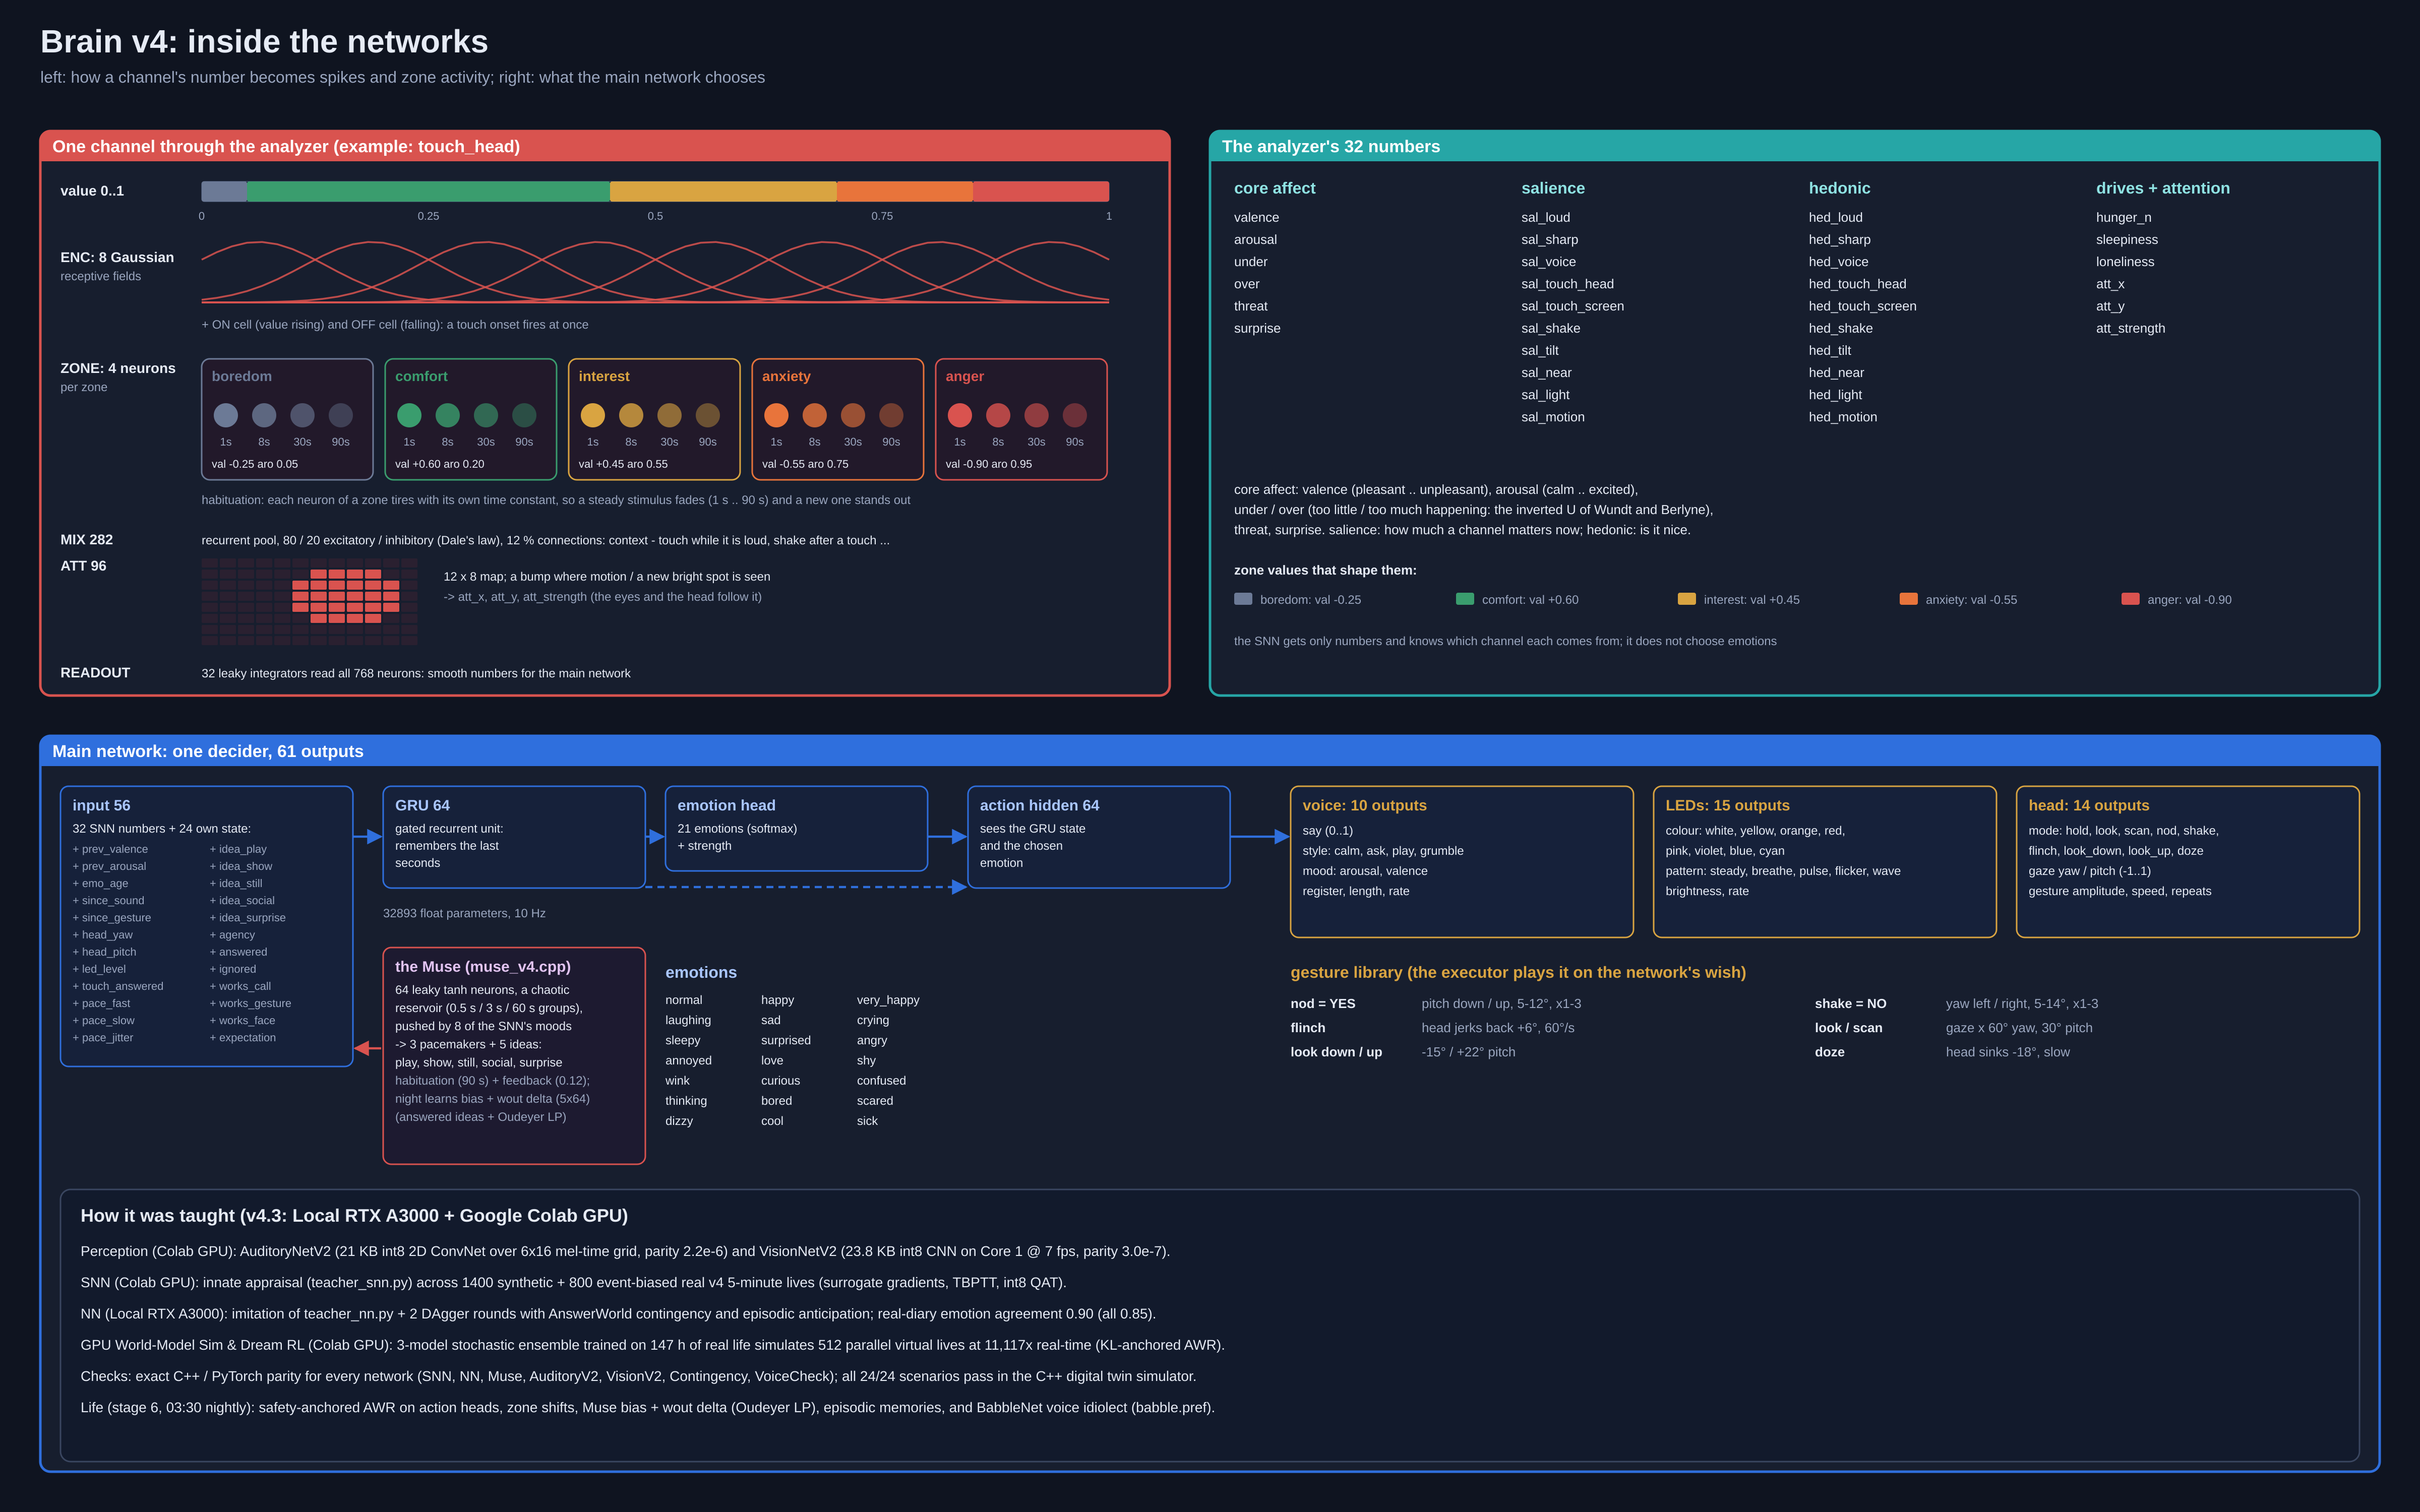 Brain v4: inside the networks
left: how a channel's number becomes spikes and zone activity; right: what the main network chooses
One channel through the analyzer (example: touch_head)
value 0..1
0 0.25 0.5 0.75 1
ENC: 8 Gaussian
receptive fields
+ ON cell (value rising) and OFF cell (falling): a touch onset fires at once
ZONE: 4 neurons
per zone
boredom
1s 8s 30s 90s
val -0.25 aro 0.05
comfort
1s 8s 30s 90s
val +0.60 aro 0.20
interest
1s 8s 30s 90s
val +0.45 aro 0.55
anxiety
1s 8s 30s 90s
val -0.55 aro 0.75
anger
1s 8s 30s 90s
val -0.90 aro 0.95
habituation: each neuron of a zone tires with its own time constant, so a steady stimulus fades (1 s .. 90 s) and a new one stands out
MIX 282
recurrent pool, 80 / 20 excitatory / inhibitory (Dale's law), 12 % connections: context - touch while it is loud, shake after a touch ...
ATT 96
12 x 8 map; a bump where motion / a new bright spot is seen
-> att_x, att_y, att_strength (the eyes and the head follow it)
READOUT
32 leaky integrators read all 768 neurons: smooth numbers for the main network
The analyzer's 32 numbers
core affect
valence
arousal
under
over
threat
surprise
salience
sal_loud
sal_sharp
sal_voice
sal_touch_head
sal_touch_screen
sal_shake
sal_tilt
sal_near
sal_light
sal_motion
hedonic
hed_loud
hed_sharp
hed_voice
hed_touch_head
hed_touch_screen
hed_shake
hed_tilt
hed_near
hed_light
hed_motion
drives + attention
hunger_n
sleepiness
loneliness
att_x
att_y
att_strength
core affect: valence (pleasant .. unpleasant), arousal (calm .. excited),
under / over (too little / too much happening: the inverted U of Wundt and Berlyne),
threat, surprise. salience: how much a channel matters now; hedonic: is it nice.
zone values that shape them:
boredom: val -0.25 comfort: val +0.60 interest: val +0.45 anxiety: val -0.55 anger: val -0.90
the SNN gets only numbers and knows which channel each comes from; it does not choose emotions
Main network: one decider, 61 outputs
input 56
32 SNN numbers + 24 own state:
+ prev_valence + idea_play
+ prev_arousal + idea_show
+ emo_age + idea_still
+ since_sound + idea_social
+ since_gesture + idea_surprise
+ head_yaw + agency
+ head_pitch + answered
+ led_level + ignored
+ touch_answered + works_call
+ pace_fast + works_gesture
+ pace_slow + works_face
+ pace_jitter + expectation
GRU 64
gated recurrent unit:
remembers the last
seconds
emotion head
21 emotions (softmax)
+ strength
action hidden 64
sees the GRU state
and the chosen
emotion
32893 float parameters, 10 Hz
voice: 10 outputs
say (0..1)
style: calm, ask, play, grumble
mood: arousal, valence
register, length, rate
LEDs: 15 outputs
colour: white, yellow, orange, red,
pink, violet, blue, cyan
pattern: steady, breathe, pulse, flicker, wave
brightness, rate
head: 14 outputs
mode: hold, look, scan, nod, shake,
flinch, look_down, look_up, doze
gaze yaw / pitch (-1..1)
gesture amplitude, speed, repeats
the Muse (muse_v4.cpp)
64 leaky tanh neurons, a chaotic
reservoir (0.5 s / 3 s / 60 s groups),
pushed by 8 of the SNN's moods
-> 3 pacemakers + 5 ideas:
play, show, still, social, surprise
habituation (90 s) + feedback (0.12);
night learns bias + wout delta (5x64)
(answered ideas + Oudeyer LP)
emotions
normal happy very_happy
laughing sad crying
sleepy surprised angry
annoyed love shy
wink curious confused
thinking bored scared
dizzy cool sick
gesture library (the executor plays it on the network's wish)
nod = YES pitch down / up, 5-12°, x1-3 shake = NO yaw left / right, 5-14°, x1-3
flinch head jerks back +6°, 60°/s look / scan gaze x 60° yaw, 30° pitch
look down / up -15° / +22° pitch doze head sinks -18°, slow
How it was taught (v4.3: Local RTX A3000 + Google Colab GPU)
Perception (Colab GPU): AuditoryNetV2 (21 KB int8 2D ConvNet over 6x16 mel-time grid, parity 2.2e-6) and VisionNetV2 (23.8 KB int8 CNN on Core 1 @ 7 fps, parity 3.0e-7).
SNN (Colab GPU): innate appraisal (teacher_snn.py) across 1400 synthetic + 800 event-biased real v4 5-minute lives (surrogate gradients, TBPTT, int8 QAT).
NN (Local RTX A3000): imitation of teacher_nn.py + 2 DAgger rounds with AnswerWorld contingency and episodic anticipation; real-diary emotion agreement 0.90 (all 0.85).
GPU World-Model Sim & Dream RL (Colab GPU): 3-model stochastic ensemble trained on 147 h of real life simulates 512 parallel virtual lives at 11,117x real-time (KL-anchored AWR).
Checks: exact C++ / PyTorch parity for every network (SNN, NN, Muse, AuditoryV2, VisionV2, Contingency, VoiceCheck); all 24/24 scenarios pass in the C++ digital twin simulator.
Life (stage 6, 03:30 nightly): safety-anchored AWR on action heads, zone shifts, Muse bias + wout delta (Oudeyer LP), episodic memories, and BabbleNet voice idiolect (babble.pref).